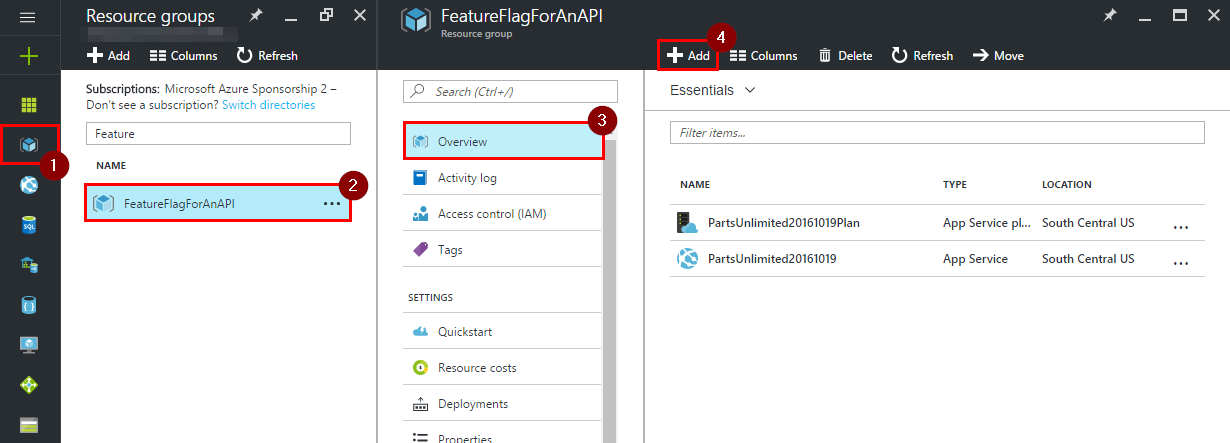 Resource groups
Add
Columns
Refresh
Subscriptions: Microsoft Azure Sponsorship 2 –
Don't see a subscription? Switch directories
Feature
NAME
FeatureFlagForAnAPI
...
1
2
SQL
FeatureFlagForAnAPI
Resource group
Search (Ctrl+/)
Overview
3
Activity log
Access control (IAM)
Tags
SETTINGS
Quickstart
Resource costs
Deployments
Properties
Add
4
Columns
Delete
Refresh
Move
Essentials
Filter items...
NAME TYPE LOCATION
PartsUnlimited20161019Plan App Service pl... South Central US ...
PartsUnlimited20161019 App Service South Central US ...